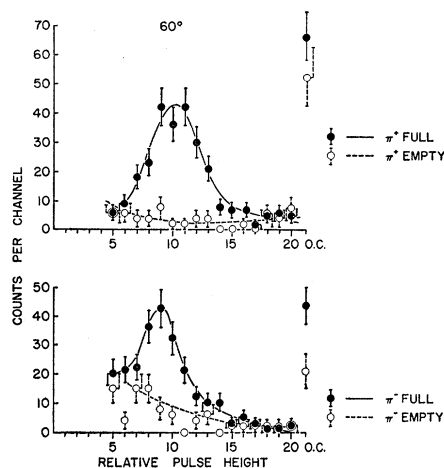 60°
70
60
50
40
30
20
10
0
5 10 15 20 O.C.
π⁺ FULL
π⁺ EMPTY
COUNTS PER CHANNEL
50
40
30
20
10
0
5 10 15 20 O.C.
π⁻ FULL
π⁻ EMPTY
RELATIVE PULSE HEIGHT